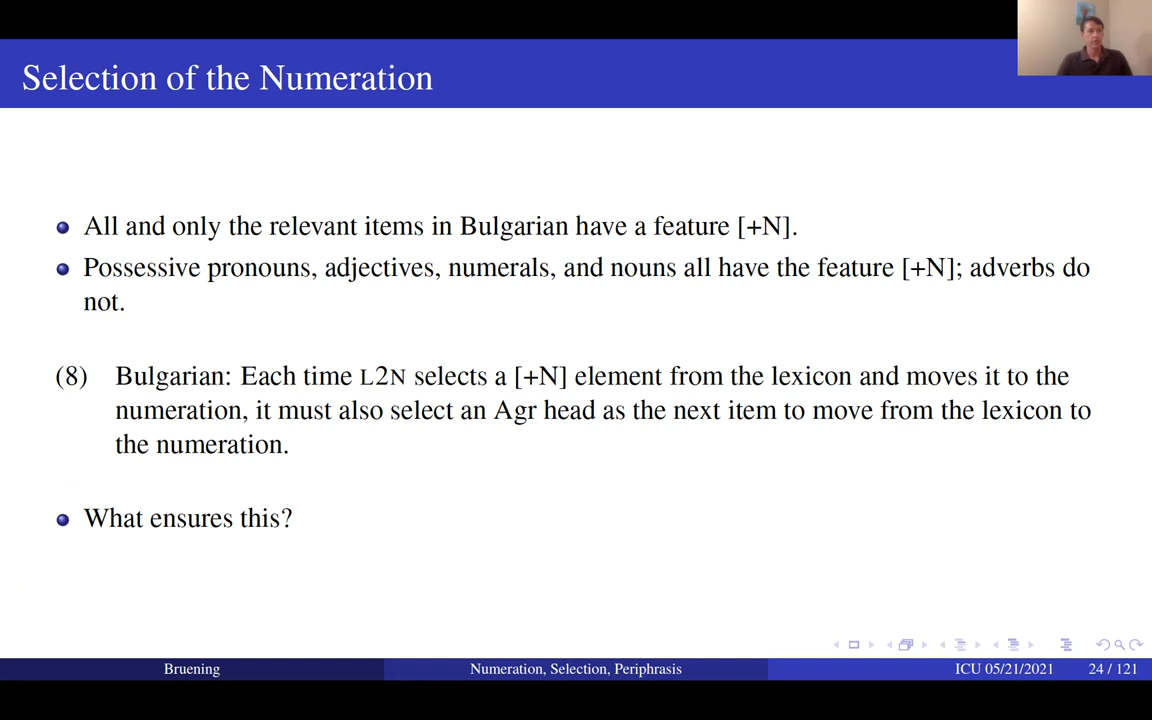 Selection of the Numeration
All and only the relevant items in Bulgarian have a feature [+N].
Possessive pronouns, adjectives, numerals, and nouns all have the feature [+N]; adverbs do
not.
(8) Bulgarian: Each time L2N selects a [+N] element from the lexicon and moves it to the
numeration, it must also select an Agr head as the next item to move from the lexicon to
the numeration.
What ensures this?
Bruening Numeration, Selection, Periphrasis ICU 05/21/2021 24 / 121